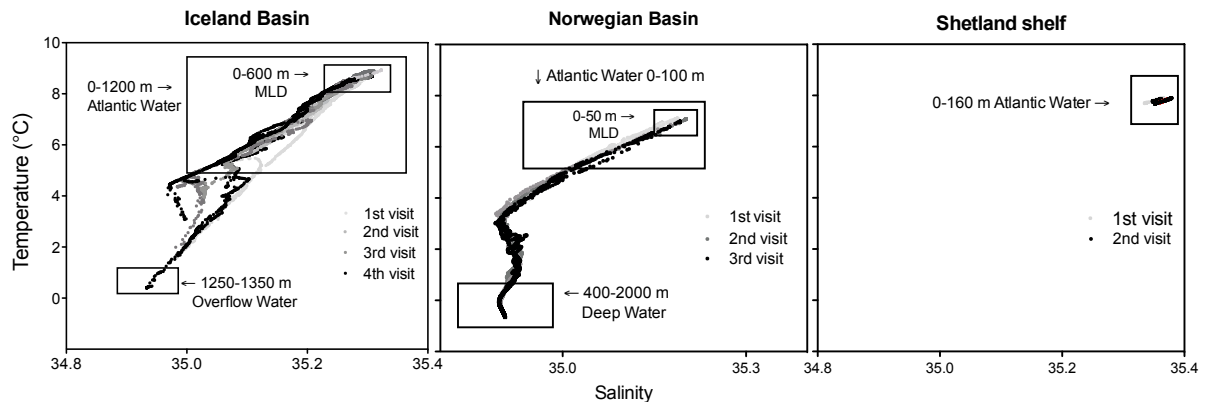 Iceland Basin
Norwegian Basin
Shetland shelf
Temperature (°C)
10
8
6
4
2
0
0-1200 m →
Atlantic Water
0-600 m →
MLD
1st visit
2nd visit
3rd visit
4th visit
← 1250-1350 m
Overflow Water
34.8
35.0
35.2
35.4
↓ Atlantic Water 0-100 m
0-50 m →
MLD
1st visit
2nd visit
3rd visit
← 400-2000 m
Deep Water
35.0
35.3
0-160 m Atlantic Water →
1st visit
2nd visit
34.8
35.0
35.2
35.4
Salinity